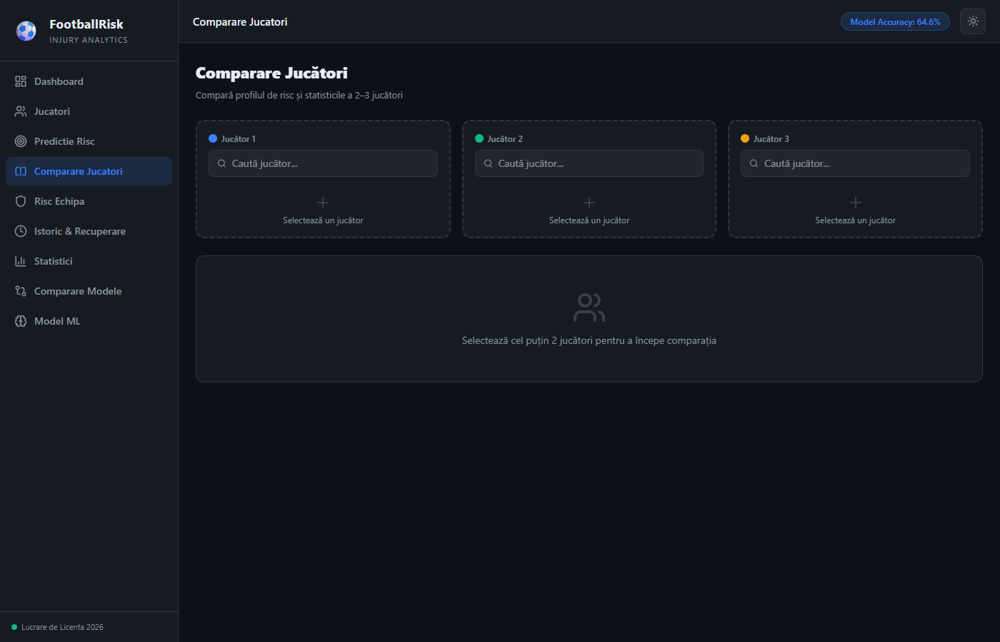 FootballRisk
INJURY ANALYTICS
Dashboard
Jucatori
Predictie Risc
Comparare Jucatori
Risc Echipa
Istoric & Recuperare
Statistici
Comparare Modele
Model ML
Lucrare de Licenta 2026
Comparare Jucatori
Model Accuracy: 64.6%
Comparare Jucători
Compară profilul de risc și statisticile a 2–3 jucători
Jucător 1
Caută jucător...
Selectează un jucător
Jucător 2
Caută jucător...
Selectează un jucător
Jucător 3
Caută jucător...
Selectează un jucător
Selectează cel puțin 2 jucători pentru a începe comparația